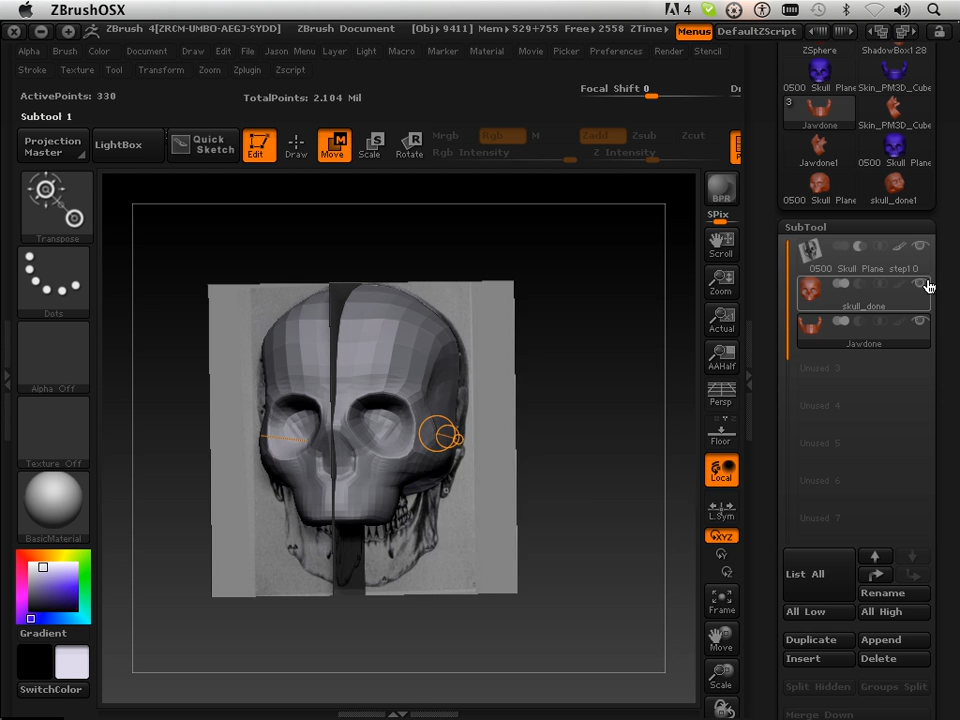 ZBrushOSX
4
ZBrush 4[ZRCM-UMBO-AEGJ-SYDD] ZBrush Document [Obj▸9411] Mem▸529+755 Free▸2558 ZTime▸ Menus DefaultZScript
Alpha Brush Color Document Draw Edit File Jason Menu Layer Light Macro Marker Material Movie Picker Preferences Render Stencil
Stroke Texture Tool Transform Zoom Zplugin Zscript
ActivePoints: 330 TotalPoints: 2.104 Mil Focal Shift 0
Subtool 1
Projection Master
LightBox
Quick Sketch
Edit
Draw
Move
Scale
Rotate
Mrgb Rgb M
Rgb Intensity
Zadd Zsub Zcut
Z Intensity
Transpose
Dots
Alpha Off
Texture Off
BasicMaterial
Gradient
SwitchColor
BPR
SPix
Scroll
Zoom
Actual
AAHalf
Persp
Floor
Local
L.Sym
XYZ
Y
Z
Frame
Move
Scale
ZSphere ShadowBox128
0500 Skull Plane Skin_PM3D_Cube
3
Jawdone Skin_PM3D_Cube
Jawdone1 0500 Skull Plane
0500 Skull Plane skull_done1
SubTool
0500 Skull Plane step10
skull_done
Jawdone
Unused 3
Unused 4
Unused 5
Unused 6
Unused 7
List All
Rename
All Low All High
Duplicate Append
Insert Delete
Split Hidden Groups Split
Merge Down